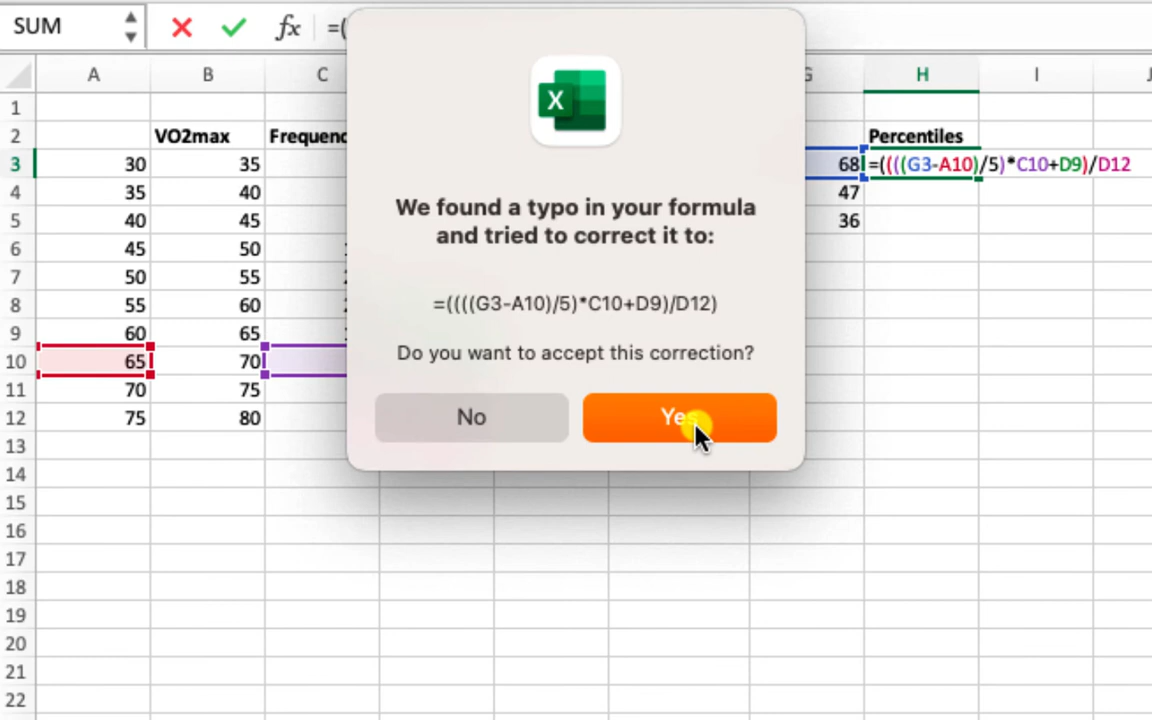 SUM fx =(
A B C G H I J
1
2 VO2max Frequenc Percentiles
3 30 35 68 =((((G3-A10)/5)*C10+D9)/D12
4 35 40 47
5 40 45 36
6 45 50
7 50 55
8 55 60
9 60 65
10 65 70
11 70 75
12 75 80
13
14
15
16
17
18
19
20
21
22
X
We found a typo in your formula
and tried to correct it to:
=((((G3-A10)/5)*C10+D9)/D12)
Do you want to accept this correction?
No Yes